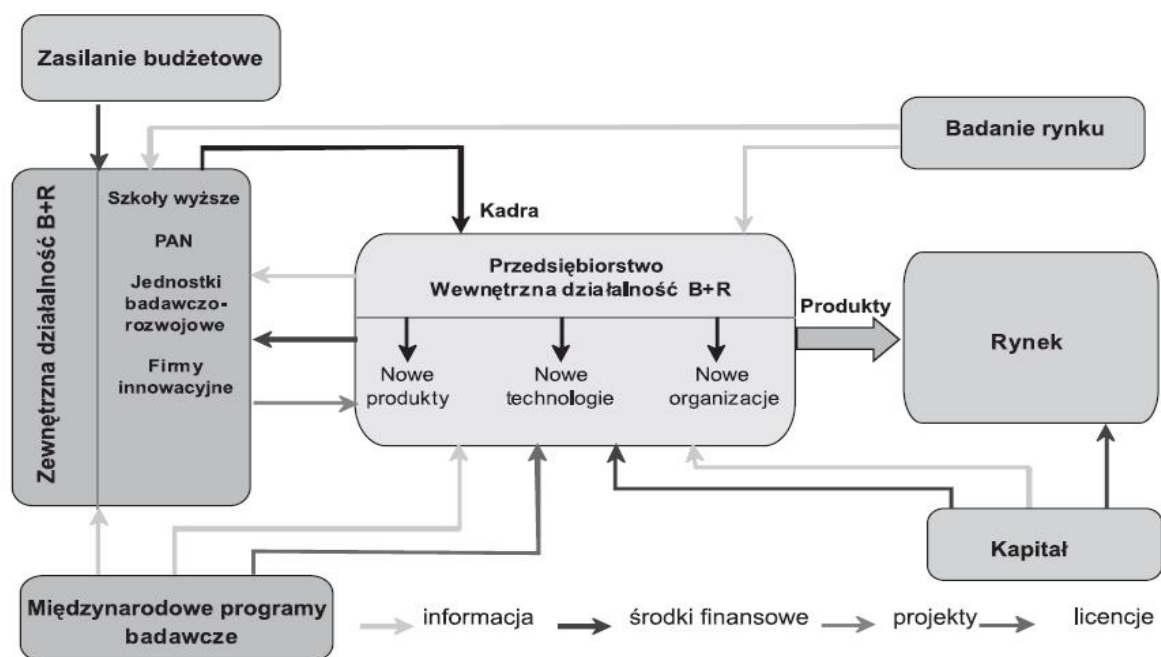 Zasilanie budżetowe
Badanie rynku
Zewnętrzna działalność B+R
Szkoły wyższe
PAN
Jednostki
badawczo-
rozwojowe
Firmy
innowacyjne
Kadra
Przedsiębiorstwo
Wewnętrzna działalność B+R
Nowe
produkty
Nowe
technologie
Nowe
organizacje
Produkty
Rynek
Kapitał
Międzynarodowe programy
badawcze
informacja
środki finansowe
projekty
licencje